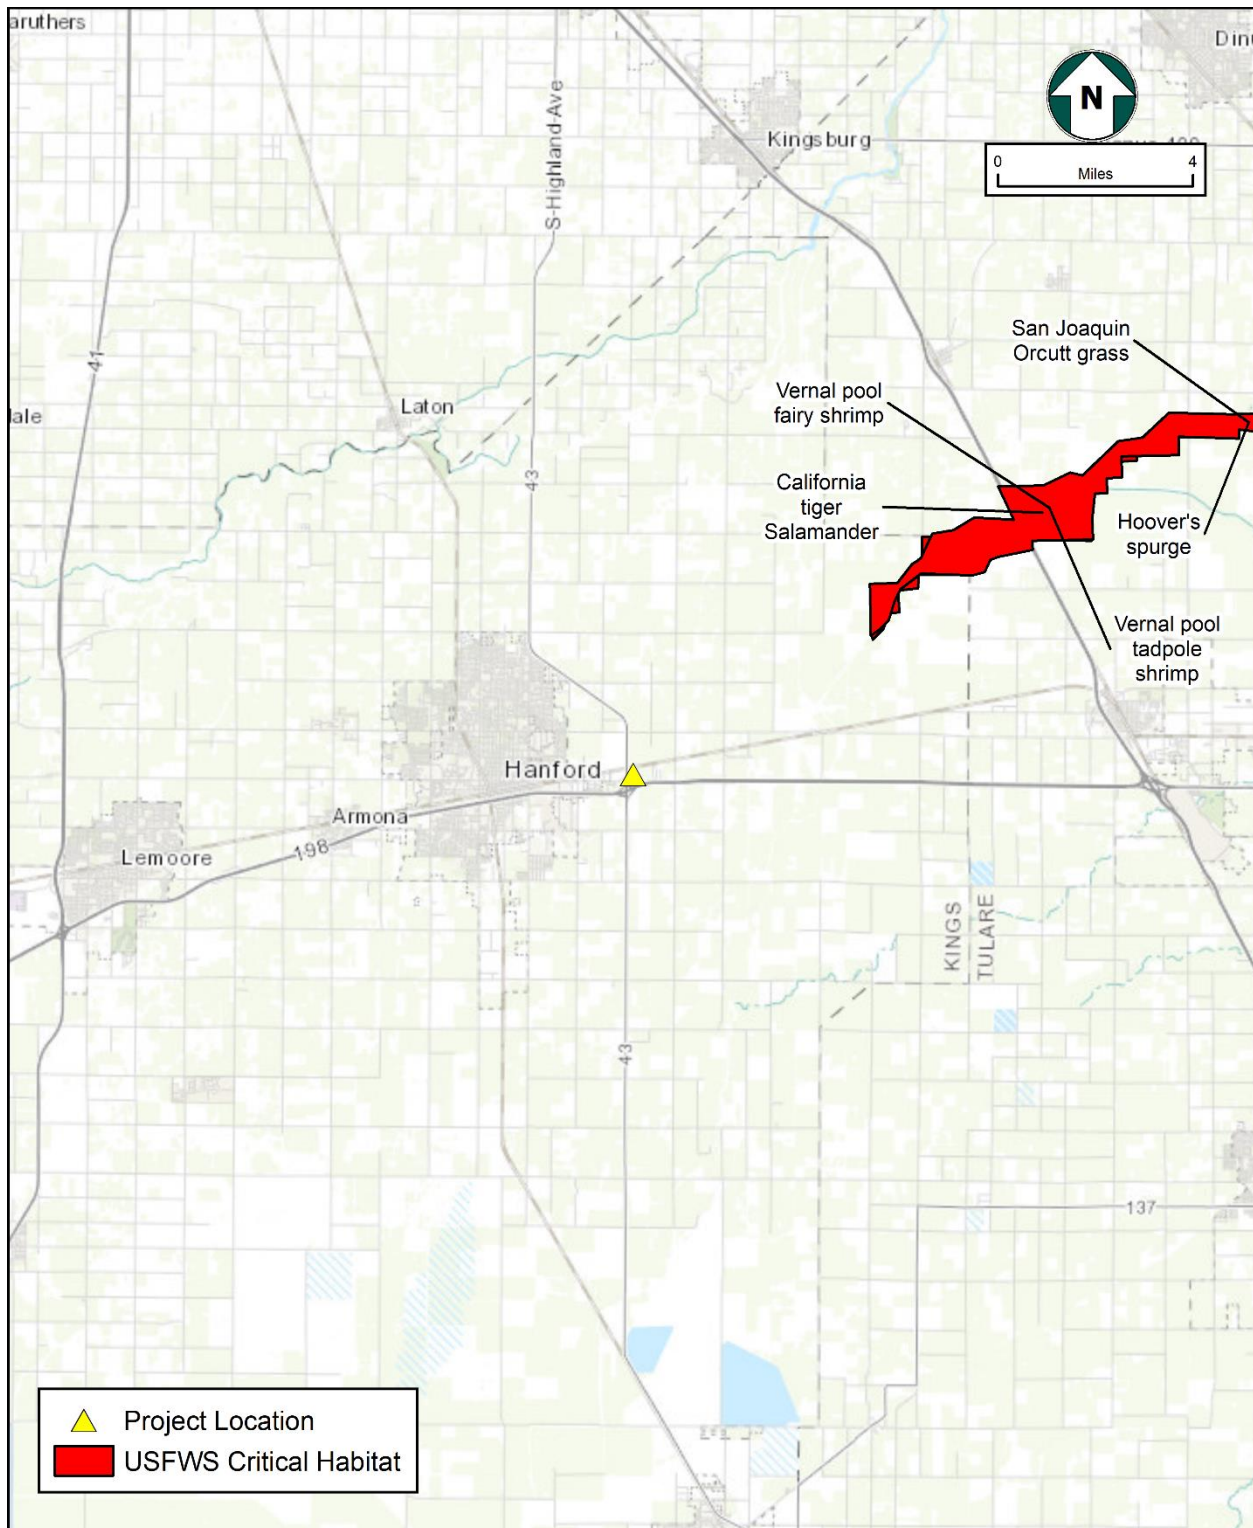 aruthers
Din
N
0 4
Miles
Kingsburg
S-Highland-Ave
41
San Joaquin
Orcutt grass
Vernal pool
fairy shrimp
dale
Laton
43
California
tiger
Salamander
Hoover's
spurge
Vernal pool
tadpole
shrimp
Hanford
Armona
198
Lemoore
KINGS
TULARE
43
137
Project Location
USFWS Critical Habitat